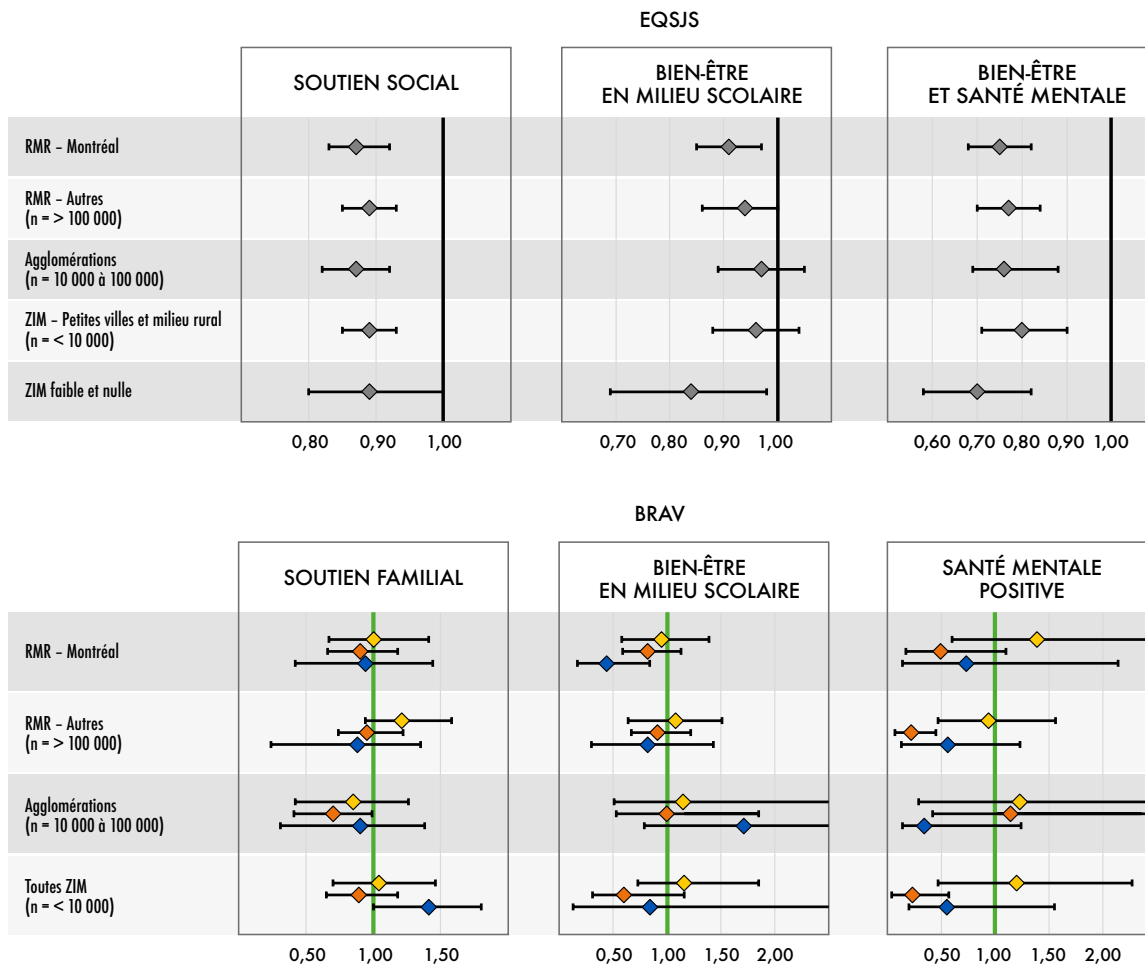 EQSJS
SOUTIEN SOCIAL
BIEN-ÊTRE
EN MILIEU SCOLAIRE
BIEN-ÊTRE
ET SANTÉ MENTALE
RMR – Montréal
RMR – Autres
(n = > 100 000)
Agglomérations
(n = 10 000 à 100 000)
ZIM – Petites villes et milieu rural
(n = < 10 000)
ZIM faible et nulle
0,80 0,90 1,00
0,70 0,80 0,90 1,00
0,60 0,70 0,80 0,90 1,00
BRAV
SOUTIEN FAMILIAL
BIEN-ÊTRE
EN MILIEU SCOLAIRE
SANTÉ MENTALE
POSITIVE
RMR – Montréal
RMR – Autres
(n = > 100 000)
Agglomérations
(n = 10 000 à 100 000)
Toutes ZIM
(n = < 10 000)
0,50 1,00 1,50
0,50 1,00 1,50 2,00
0,50 1,00 1,50 2,00